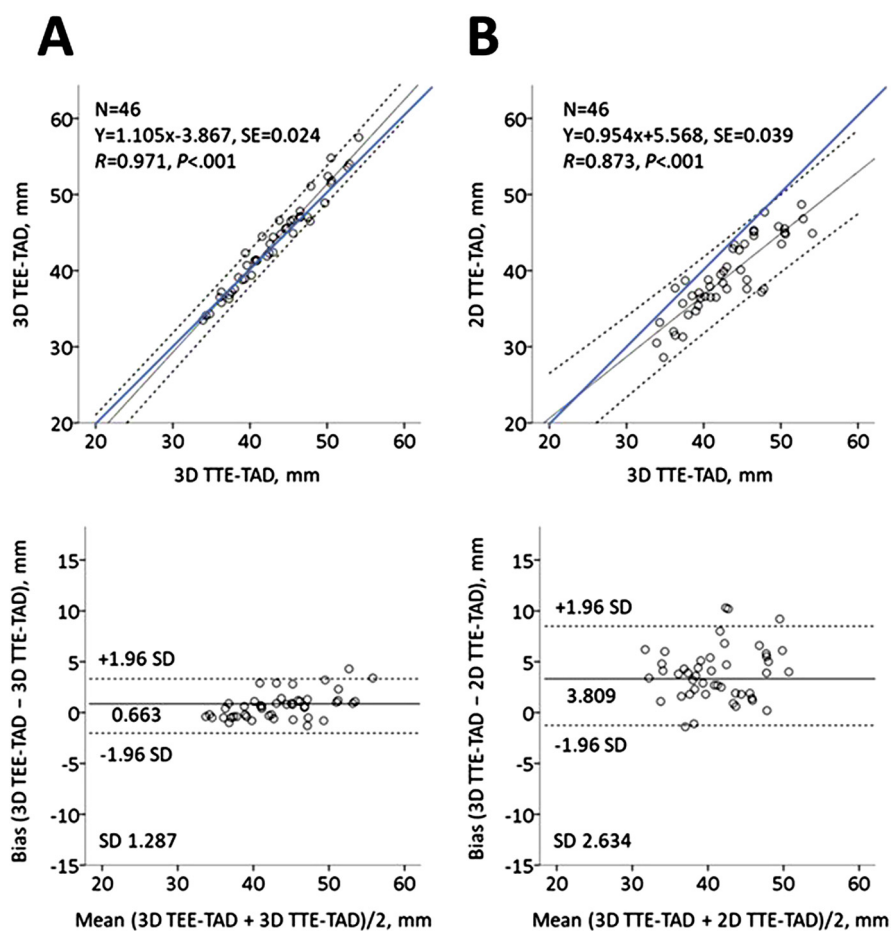 A
N=46
Y=1.105x-3.867, SE=0.024
R=0.971, P<.001
60
50
40
30
20
20 30 40 50 60
3D TEE-TAD, mm
3D TTE-TAD, mm
B
N=46
Y=0.954x+5.568, SE=0.039
R=0.873, P<.001
60
50
40
30
20
20 30 40 50 60
2D TTE-TAD, mm
3D TTE-TAD, mm
15
10
5
0
-5
-10
-15
+1.96 SD
0.663
-1.96 SD
SD 1.287
20 30 40 50 60
Bias (3D TEE-TAD – 3D TTE-TAD), mm
Mean (3D TEE-TAD + 3D TTE-TAD)/2, mm
15
10
5
0
-5
-10
-15
+1.96 SD
3.809
-1.96 SD
SD 2.634
20 30 40 50 60
Bias (3D TTE-TAD – 2D TTE-TAD), mm
Mean (3D TTE-TAD + 2D TTE-TAD)/2, mm